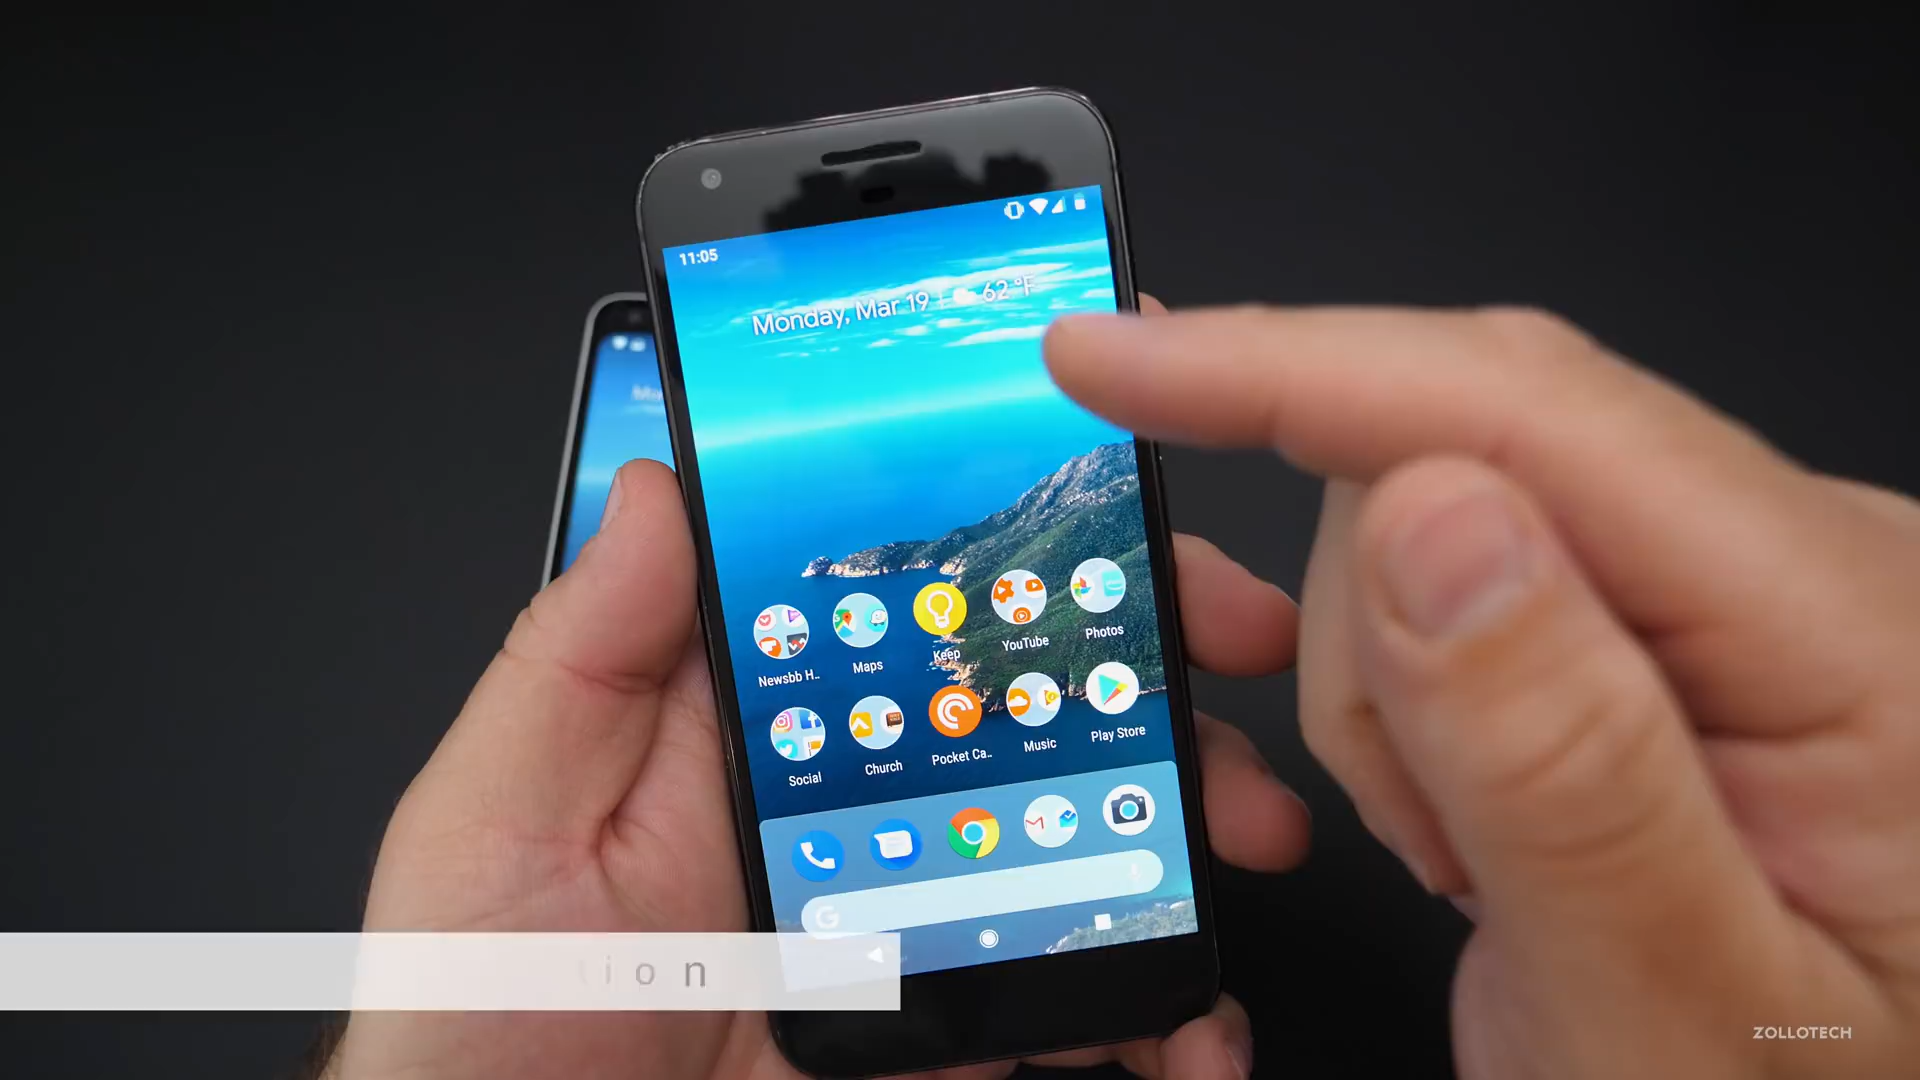 11:05
Monday, Mar 19 | 62 °F
Newsbb H..
Maps
Keep
YouTube
Photos
Social
Church
Pocket Ca..
Music
Play Store
G
ion
ZOLLOTECH